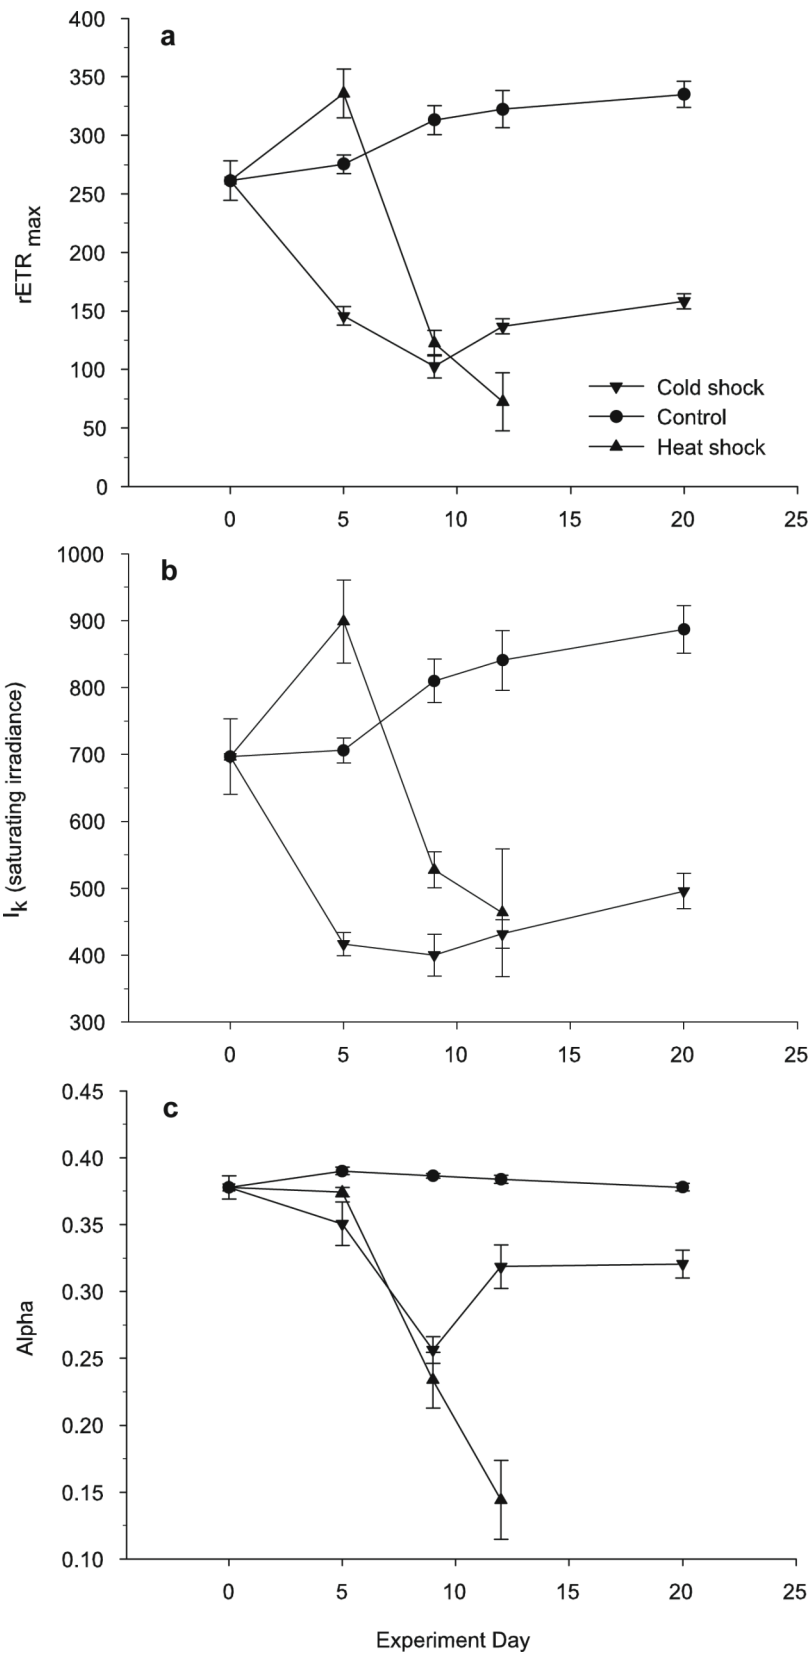 a
400
350
300
250
200
150
100
50
0
rETR max
Cold shock
Control
Heat shock
0 5 10 15 20 25
b
1000
900
800
700
600
500
400
300
Ik (saturating irradiance)
0 5 10 15 20 25
c
0.45
0.40
0.35
0.30
0.25
0.20
0.15
0.10
Alpha
0 5 10 15 20 25
Experiment Day